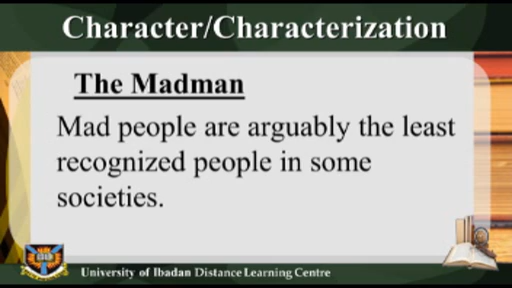 Character/Characterization
The Madman
Mad people are arguably the least
recognized people in some
societies.
University of Ibadan Distance Learning Centre